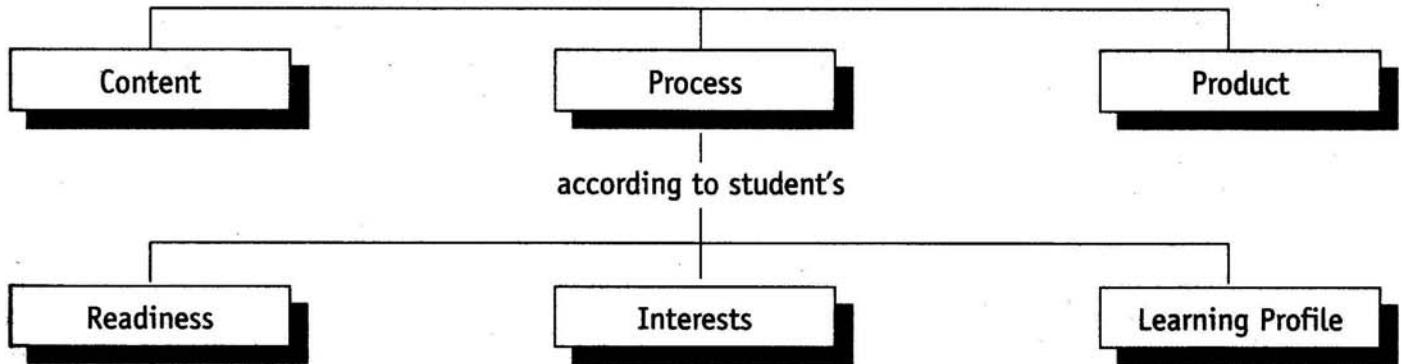 Content Process Product
according to student's
Readiness Interests Learning Profile